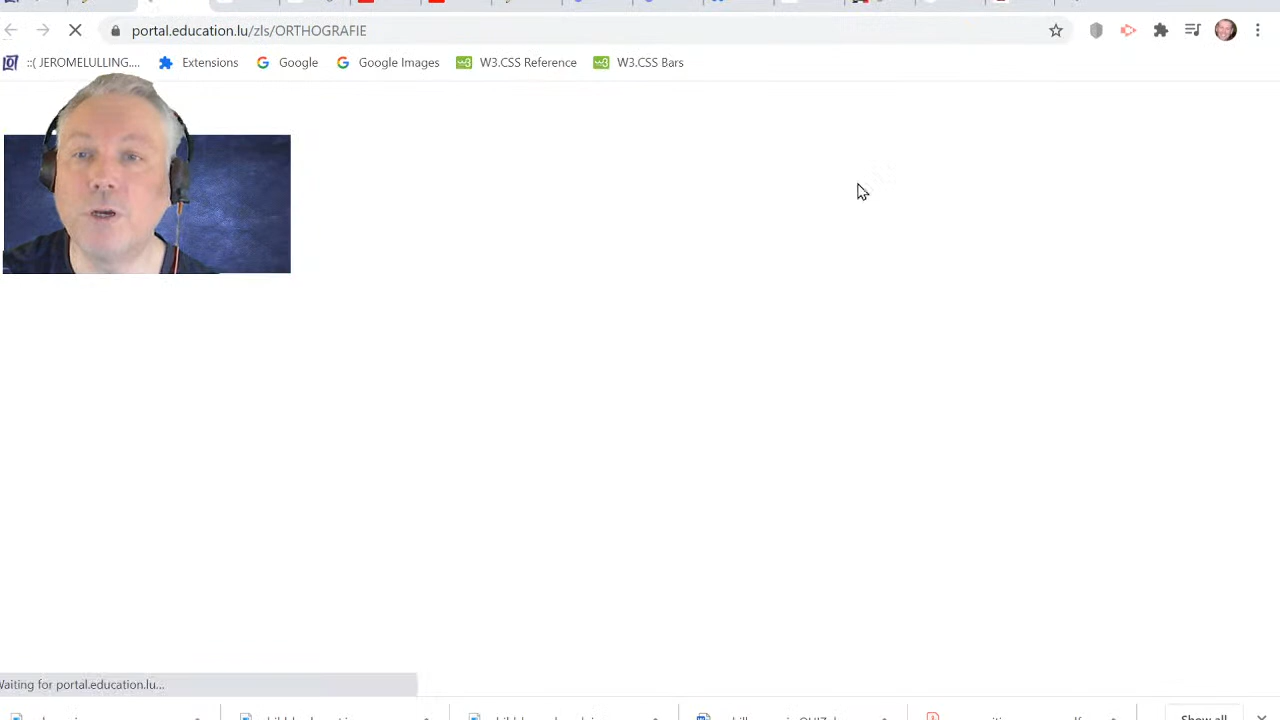 portal.education.lu/zls/ORTHOGRAFIE
::( JEROMELULLING.... Extensions Google Google Images W3.CSS Reference W3.CSS Bars
Waiting for portal.education.lu...
Show all